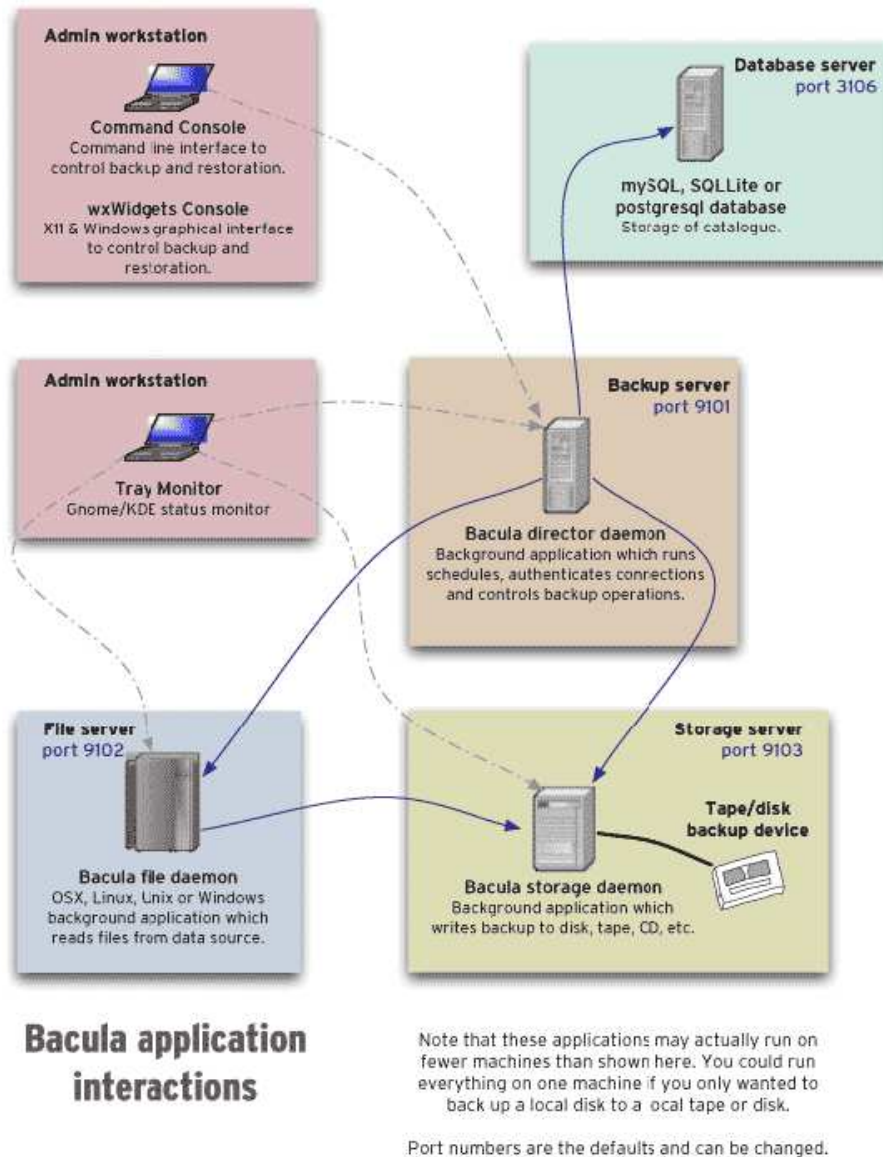 Admin workstation
Command Console
Command line interface to
control backup and restoration.
wxWidgets Console
X11 & Windows graphical interface
to control backup and
restoration.
Database server
port 3106
mySQL, SQLLite or
postgresql database
Storage of catalogue.
Admin workstation
Tray Monitor
Gnome/KDE status monitor
Backup server
port 9101
Bacula director daemon
Background application which runs
schedules, authenticates connections
and controls backup operations.
File server
port 9102
Bacula file daemon
OSX, Linux, Unix or Windows
background application which
reads files from data source.
Storage server
port 9103
Tape/disk
backup device
Bacula storage daemon
Background application which
writes backup to disk, tape, CD, etc.
Bacula application
interactions
Note that these applications may actually run on
fewer machines than shown here. You could run
everything on one machine if you only wanted to
back up a local disk to a local tape or disk.
Port numbers are the defaults and can be changed.